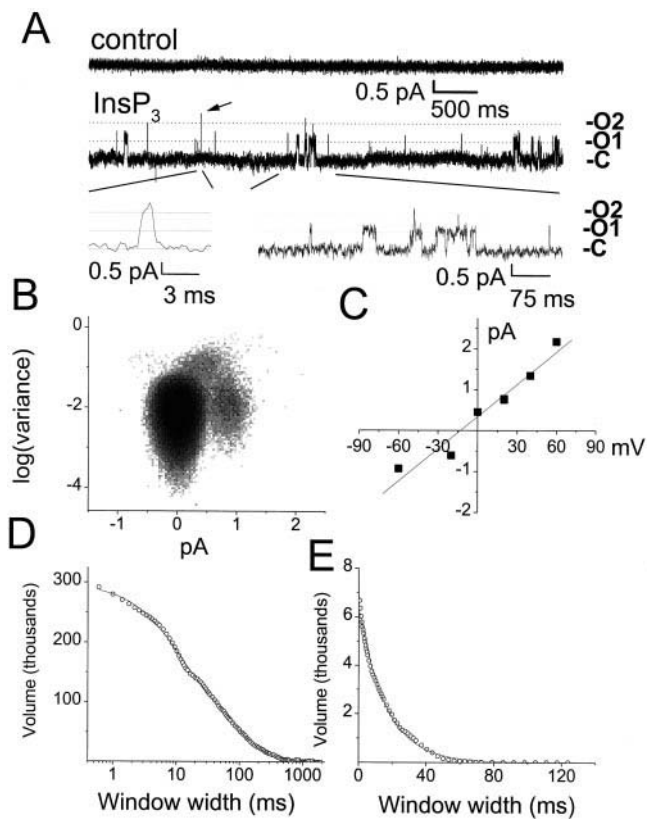 A
control
0.5 pA
500 ms
InsP3
-O2
-O1
-C
-O2
-O1
-C
0.5 pA
3 ms
0.5 pA
75 ms
B
log(variance)
0
-2
-4
-1 0 1 2
pA
C
pA
2
1
-90 -60 -30 0 30 60 90 mV
-1
-2
D
Volume (thousands)
300
200
100
1 10 100 1000
Window width (ms)
E
Volume (thousands)
8
6
4
2
0 40 80 120
Window width (ms)